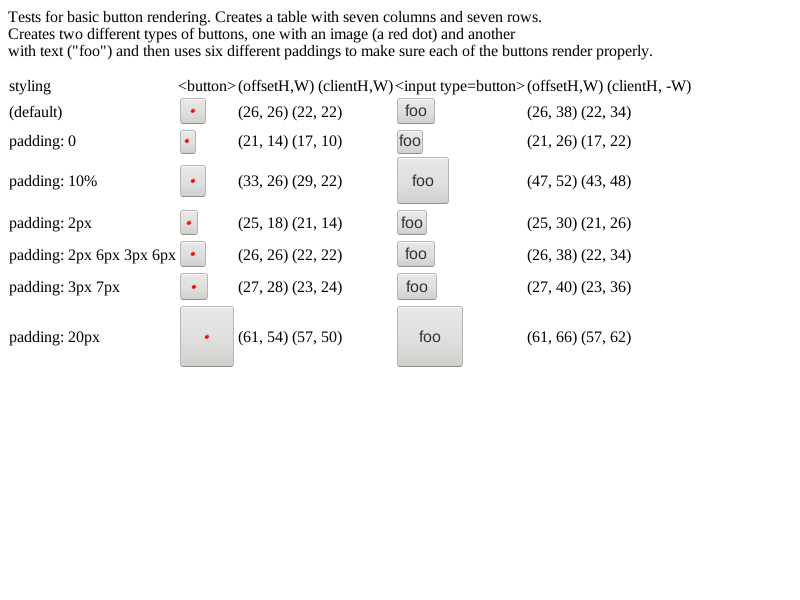 Tests for basic button rendering. Creates a table with seven columns and seven rows.
Creates two different types of buttons, one with an image (a red dot) and another
with text ("foo") and then uses six different paddings to make sure each of the buttons render properly.
styling <button> (offsetH,W) (clientH,W) <input type=button> (offsetH,W) (clientH, -W)
(default) (26, 26) (22, 22) foo (26, 38) (22, 34)
padding: 0 (21, 14) (17, 10) foo (21, 26) (17, 22)
padding: 10% (33, 26) (29, 22) foo (47, 52) (43, 48)
padding: 2px (25, 18) (21, 14) foo (25, 30) (21, 26)
padding: 2px 6px 3px 6px (26, 26) (22, 22) foo (26, 38) (22, 34)
padding: 3px 7px (27, 28) (23, 24) foo (27, 40) (23, 36)
padding: 20px (61, 54) (57, 50) foo (61, 66) (57, 62)